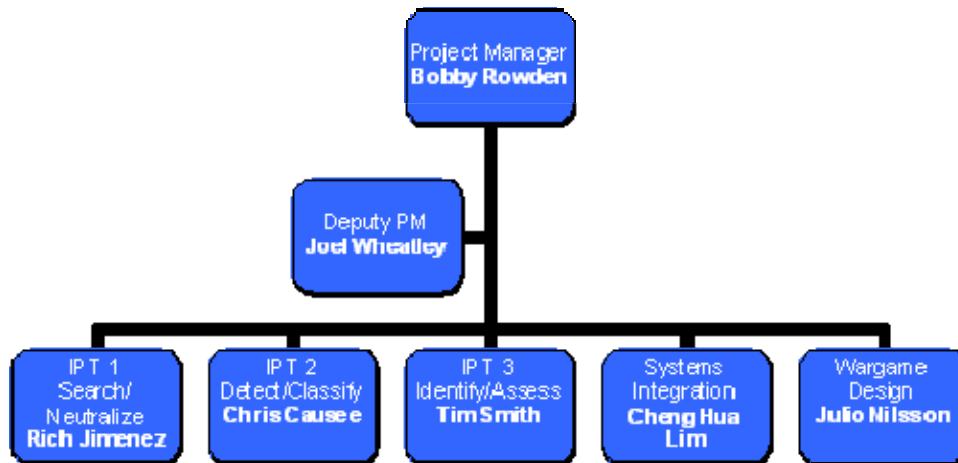 Project Manager
Bobby Rowden
Deputy PM
Joel Wheatley
IPT 1
Search/
Neutralize
Rich Jimenez
IPT 2
Detect/Classify
Chris Causee
IPT 3
Identify/Assess
Tim Smith
Systems
Integration
Cheng Hua
Lim
Wargame
Design
Julio Nilsson